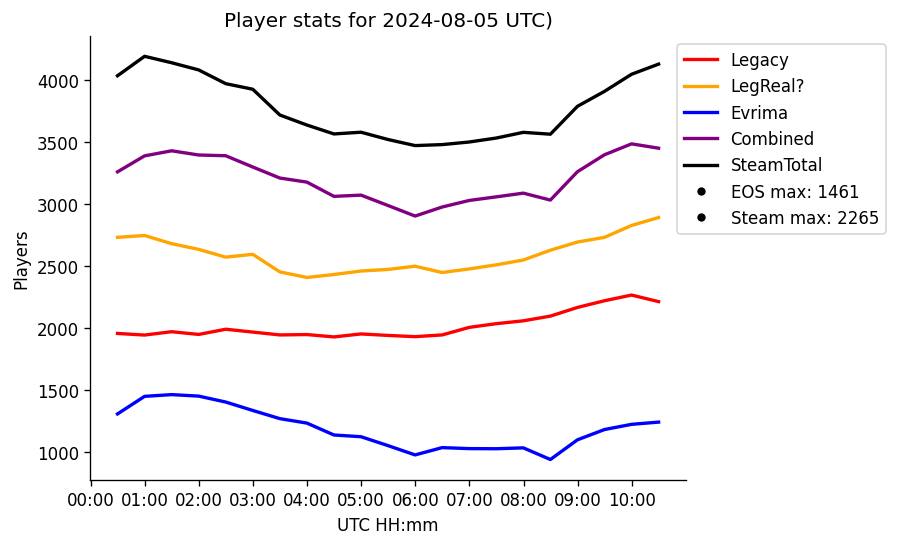 Player stats for 2024-08-05 UTC)
Legacy
LegReal?
Evrima
Combined
SteamTotal
EOS max: 1461
Steam max: 2265
Players
4000
3500
3000
2500
2000
1500
1000
00:00 01:00 02:00 03:00 04:00 05:00 06:00 07:00 08:00 09:00 10:00
UTC HH:mm